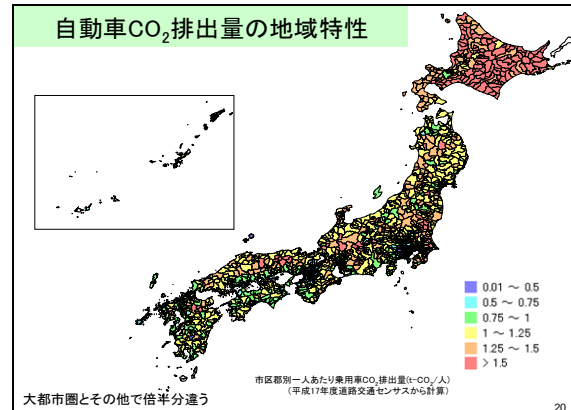 自動車CO₂排出量の地域特性
0.01 ～ 0.5
0.5 ～ 0.75
0.75 ～ 1
1 ～ 1.25
1.25 ～ 1.5
> 1.5
市区郡別一人あたり乗用車CO₂排出量(t-CO₂/人)
(平成17年度道路交通センサスから計算)
大都市圏とその他で倍半分違う
20